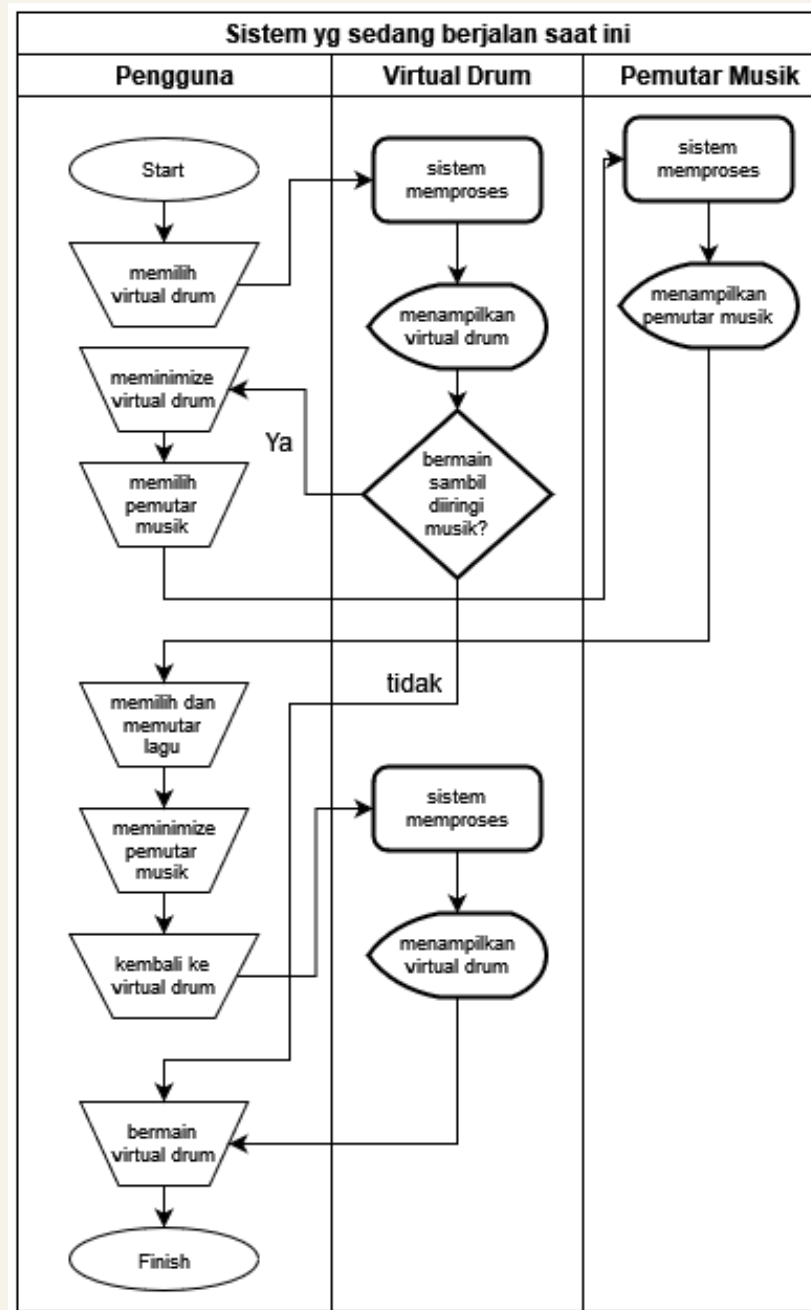 Sistem yg sedang berjalan saat ini
Pengguna
Virtual Drum
Pemutar Musik
Start
memilih
virtual drum
sistem
memproses
menampilkan
virtual drum
bermain
sambil
diiringi
musik?
Ya
meminimize
virtual drum
memilih
pemutar
musik
sistem
memproses
menampilkan
pemutar musik
memilih dan
memutar
lagu
meminimize
pemutar
musik
kembali ke
virtual drum
sistem
memproses
menampilkan
virtual drum
tidak
bermain
virtual drum
Finish